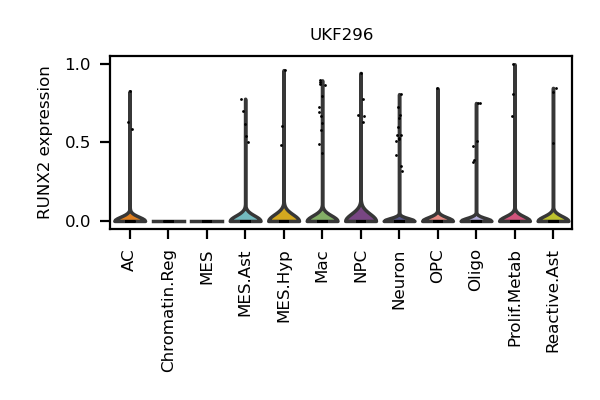 UKF296
RUNX2 expression
1.0
0.5
0.0
AC
Chromatin.Reg
MES
MES.Ast
MES.Hyp
Mac
NPC
Neuron
OPC
Oligo
Prolif.Metab
Reactive.Ast